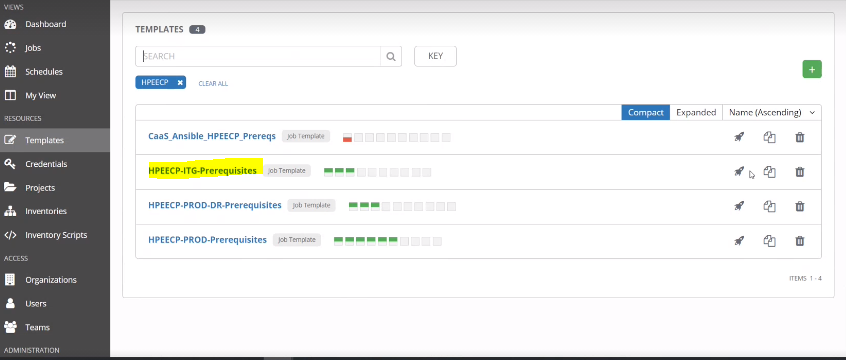 VIEWS
Dashboard
Jobs
Schedules
My View
RESOURCES
Templates
Credentials
Projects
Inventories
Inventory Scripts
ACCESS
Organizations
Users
Teams
ADMINISTRATION
TEMPLATES 4
SEARCH
KEY
HPEECP × CLEAR ALL
+
Compact Expanded Name (Ascending)
CaaS_Ansible_HPEECP_Prereqs Job Template
HPEECP-ITG-Prerequisites Job Template
HPEECP-PROD-DR-Prerequisites Job Template
HPEECP-PROD-Prerequisites Job Template
ITEMS 1 - 4